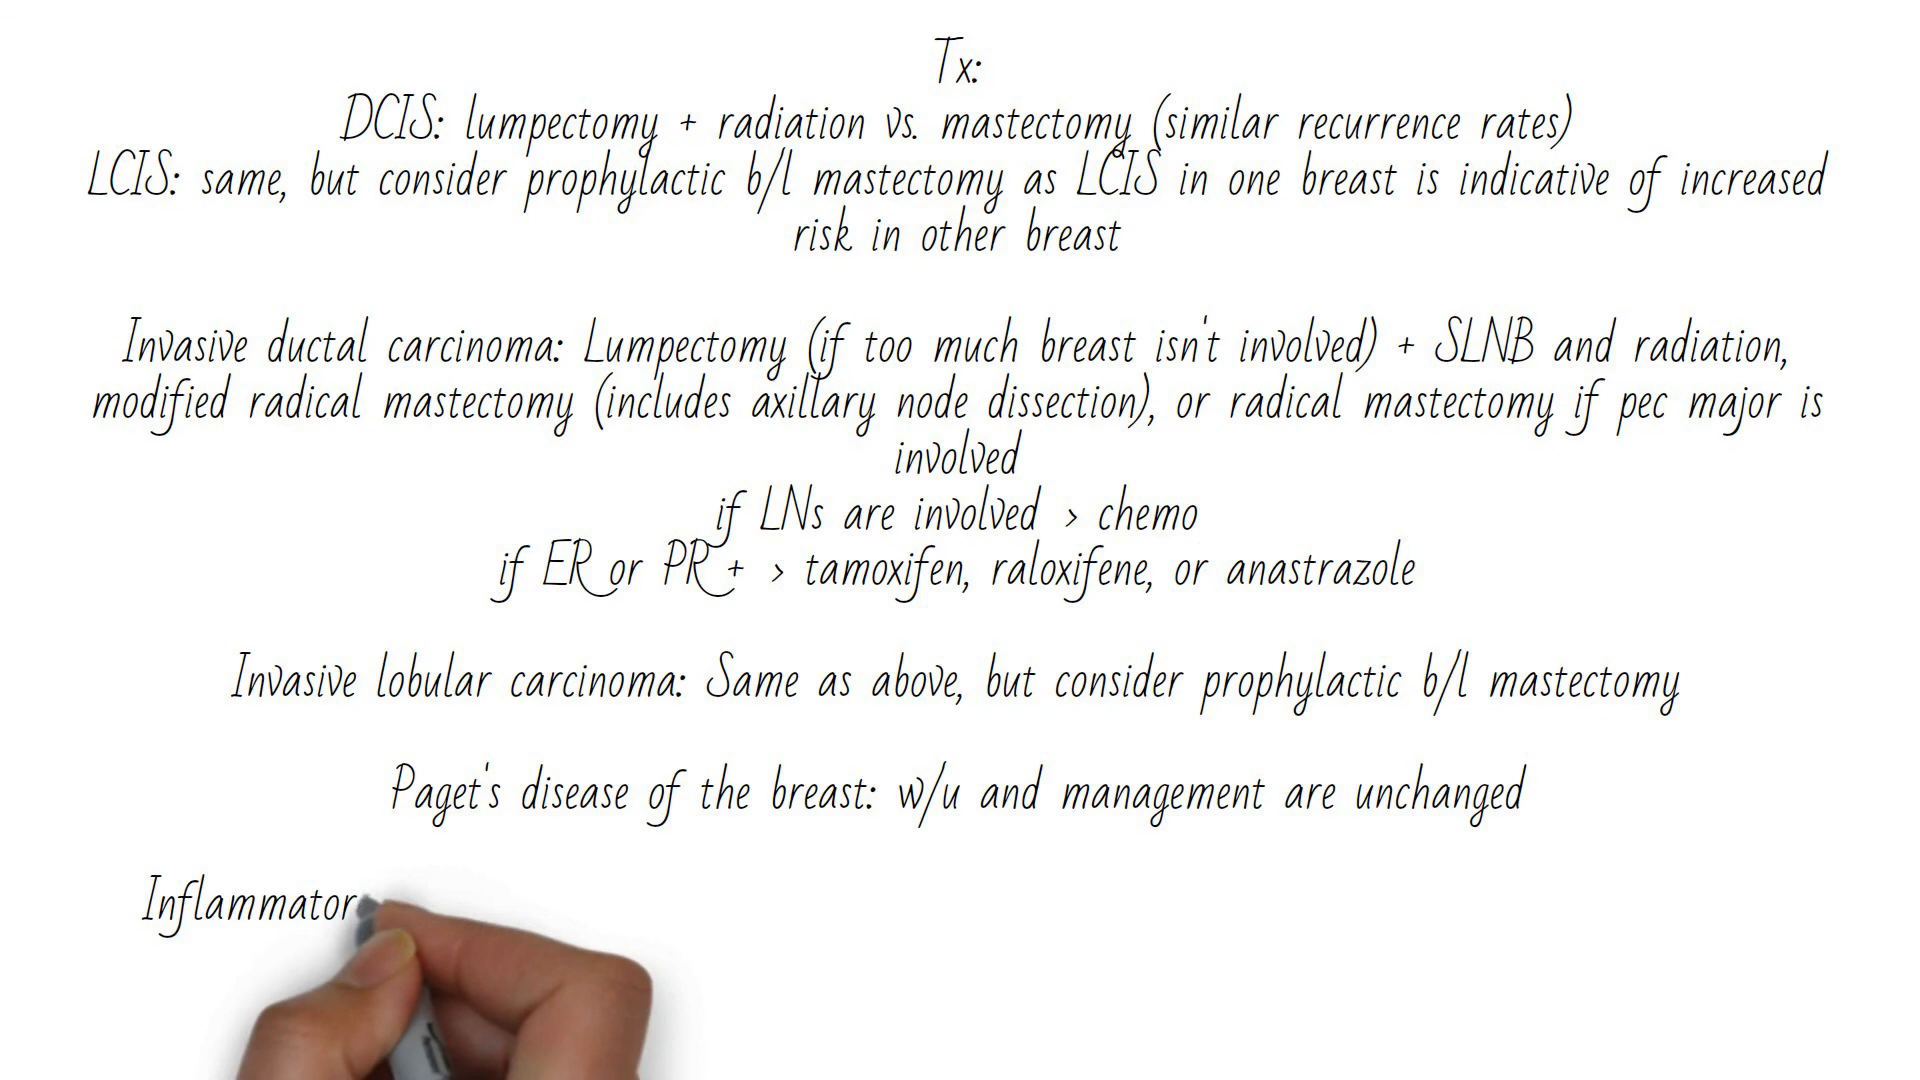 Tx:
DCIS: lumpectomy + radiation vs. mastectomy (similar recurrence rates)
LCIS: same, but consider prophylactic b/l mastectomy as LCIS in one breast is indicative of increased
risk in other breast
Invasive ductal carcinoma: Lumpectomy (if too much breast isn't involved) + SLNB and radiation,
modified radical mastectomy (includes axillary node dissection), or radical mastectomy if pec major is
involved
if LNs are involved > chemo
if ER or PR + > tamoxifen, raloxifene, or anastrazole
Invasive lobular carcinoma: Same as above, but consider prophylactic b/l mastectomy
Paget's disease of the breast: w/u and management are unchanged
Inflammator